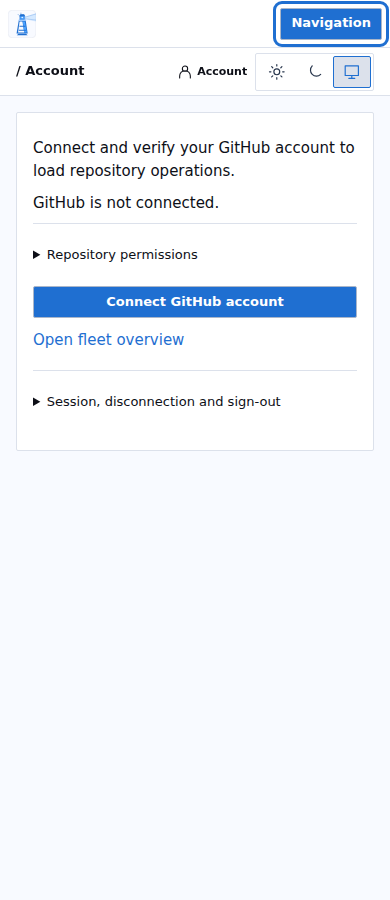 Navigation
/ Account
Account
Connect and verify your GitHub account to
load repository operations.
GitHub is not connected.
Repository permissions
Connect GitHub account
Open fleet overview
Session, disconnection and sign-out